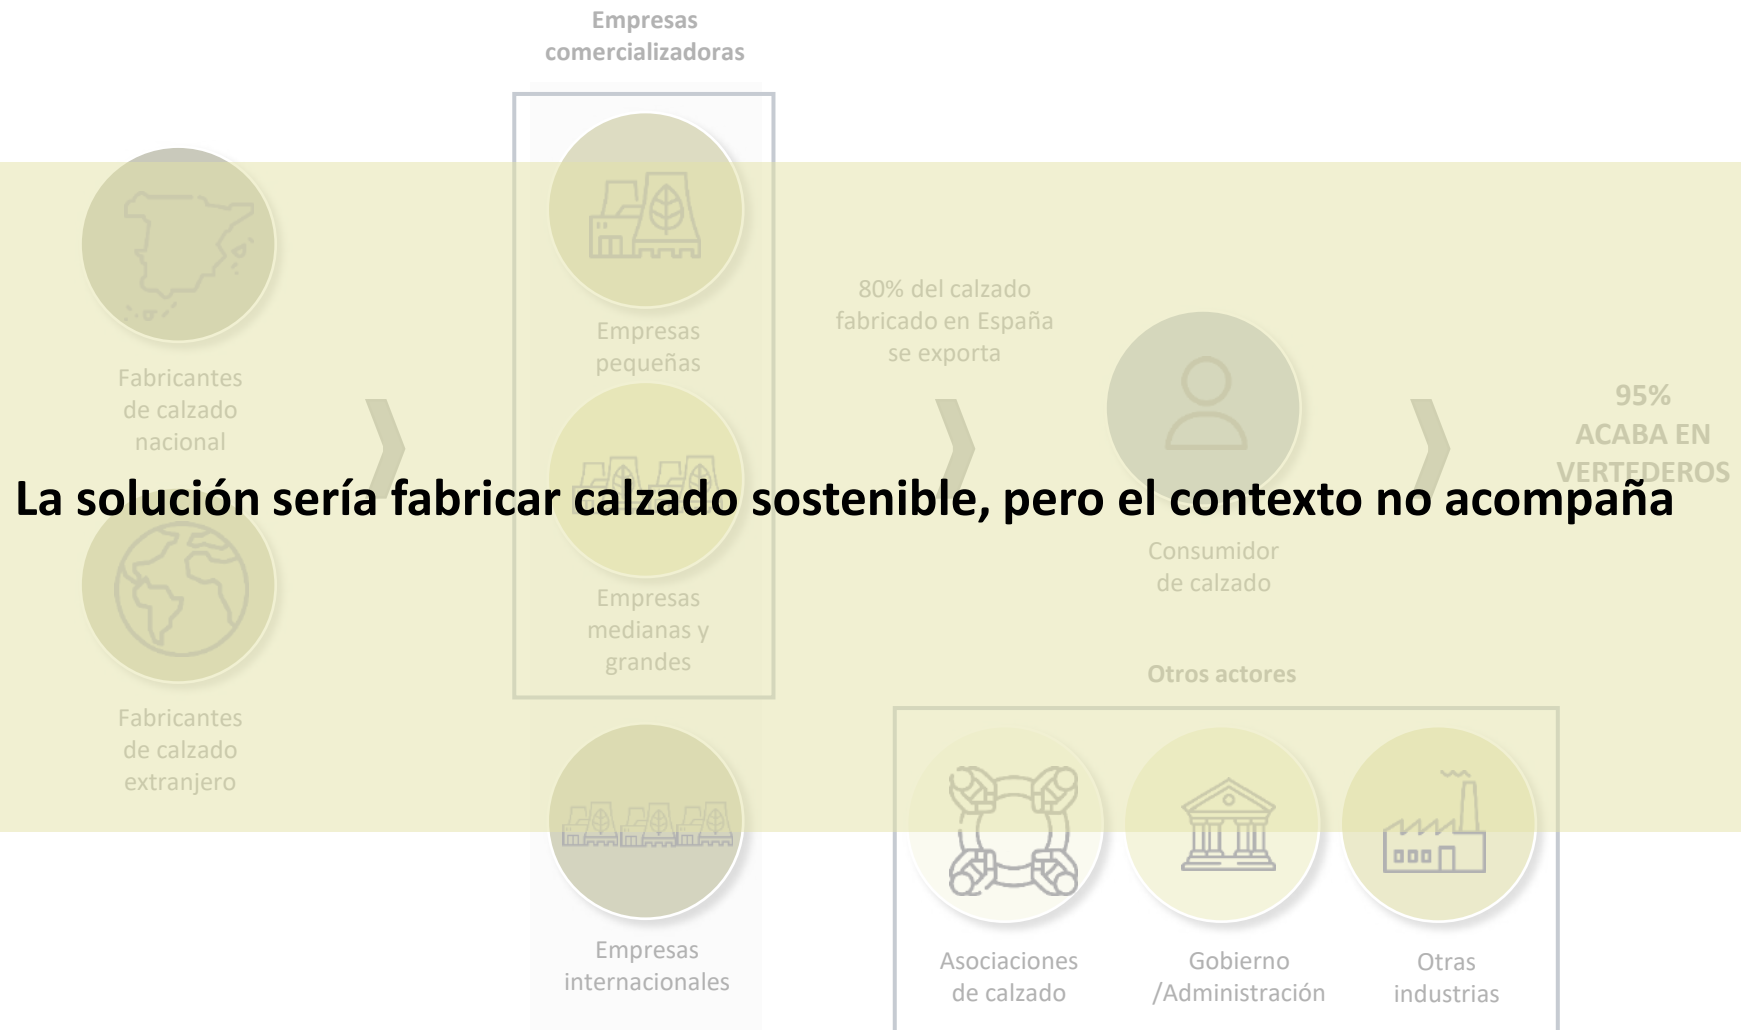 Empresas
comercializadoras
Fabricantes
de calzado
nacional
Fabricantes
de calzado
extranjero
Empresas
pequeñas
Empresas
medianas y
grandes
Empresas
internacionales
80% del calzado
fabricado en España
se exporta
Consumidor
de calzado
95%
ACABA EN
VERTEDEROS
La solución sería fabricar calzado sostenible, pero el contexto no acompaña
Otros actores
Asociaciones
de calzado
Gobierno
/Administración
Otras
industrias